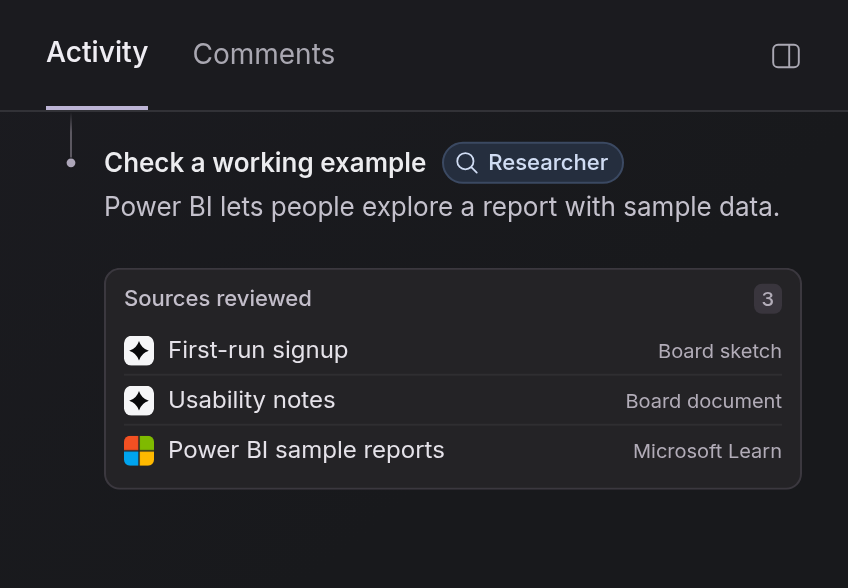 Activity
Comments
Check a working example
Researcher
Power BI lets people explore a report with sample data.
Sources reviewed
3
First-run signup
Board sketch
Usability notes
Board document
Power BI sample reports
Microsoft Learn